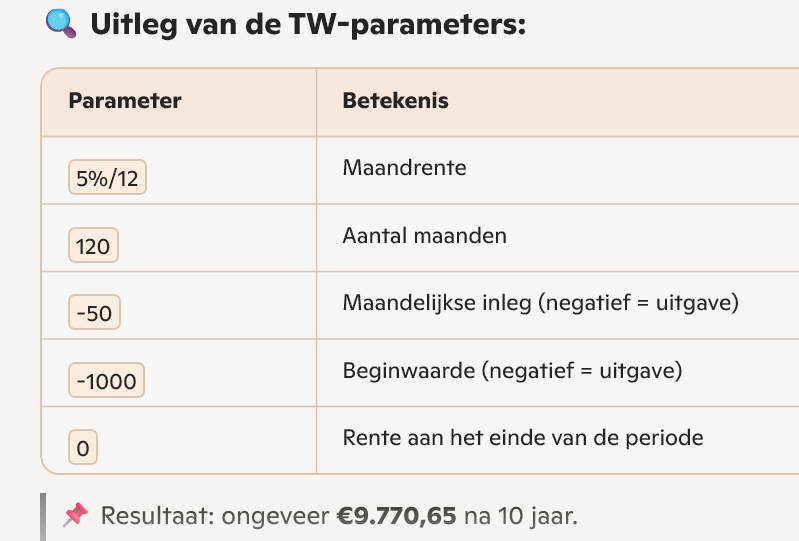 Uitleg van de TW-parameters:
Parameter Betekenis
5%/12 Maandrente
120 Aantal maanden
-50 Maandelijkse inleg (negatief = uitgave)
-1000 Beginwaarde (negatief = uitgave)
0 Rente aan het einde van de periode
Resultaat: ongeveer €9.770,65 na 10 jaar.